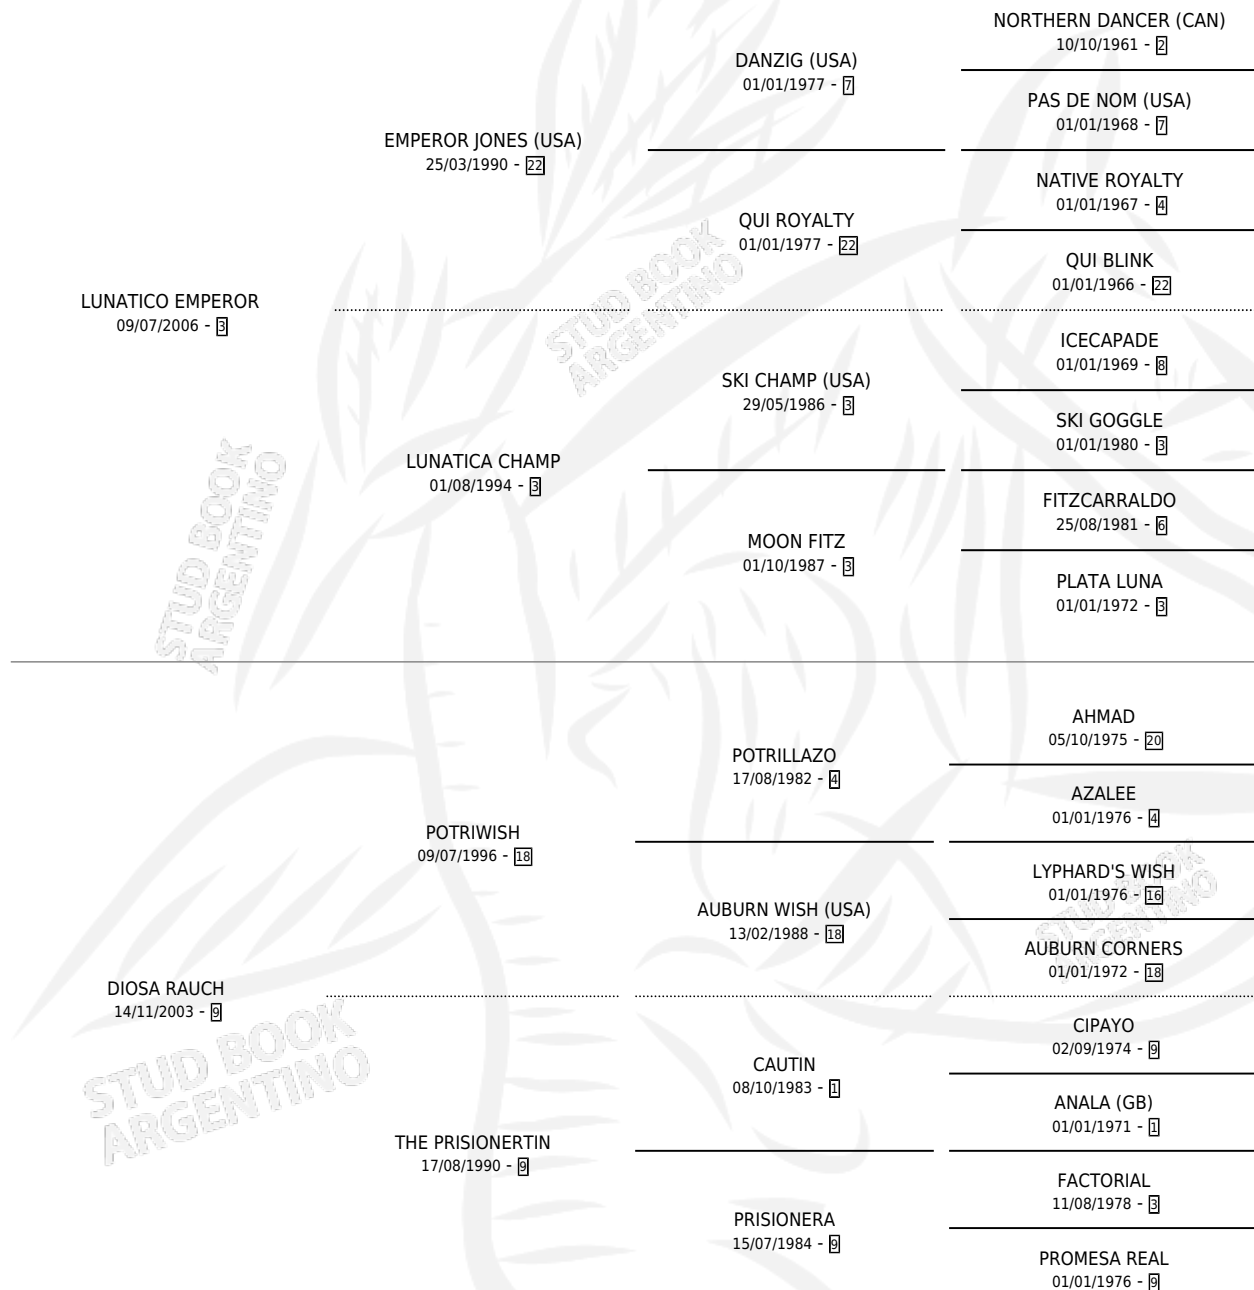 NORTHERN DANCER (CAN)
10/10/1961 - 2
DANZIG (USA)
01/01/1977 - 7
PAS DE NOM (USA)
01/01/1968 - 7
EMPEROR JONES (USA)
25/03/1990 - 22
NATIVE ROYALTY
01/01/1967 - 4
QUI ROYALTY
01/01/1977 - 22
QUI BLINK
01/01/1966 - 22
LUNATICO EMPEROR
09/07/2006 - 3
STUD BOOK
ARGENTINO
ICECAPADE
01/01/1969 - 8
SKI CHAMP (USA)
29/05/1986 - 3
SKI GOGGLE
01/01/1980 - 3
LUNATICA CHAMP
01/08/1994 - 3
FITZCARRALDO
25/08/1981 - 6
MOON FITZ
01/10/1987 - 3
PLATA LUNA
01/01/1972 - 3
STUD BOOK
ARGENTINO
AHMAD
05/10/1975 - 20
POTRILLAZO
17/08/1982 - 4
AZALEE
01/01/1976 - 4
POTRIWISH
09/07/1996 - 18
LYPHARD'S WISH
01/01/1976 - 16
STUD BOOK
ARGENTINO
AUBURN WISH (USA)
13/02/1988 - 18
AUBURN CORNERS
01/01/1972 - 18
DIOSA RAUCH
14/11/2003 - 9
STUD BOOK
ARGENTINO
CIPAYO
02/09/1974 - 9
CAUTIN
08/10/1983 - 1
ANALA (GB)
01/01/1971 - 1
THE PRISIONERTIN
17/08/1990 - 9
FACTORIAL
11/08/1978 - 3
PRISIONERA
15/07/1984 - 9
PROMESA REAL
01/01/1976 - 9